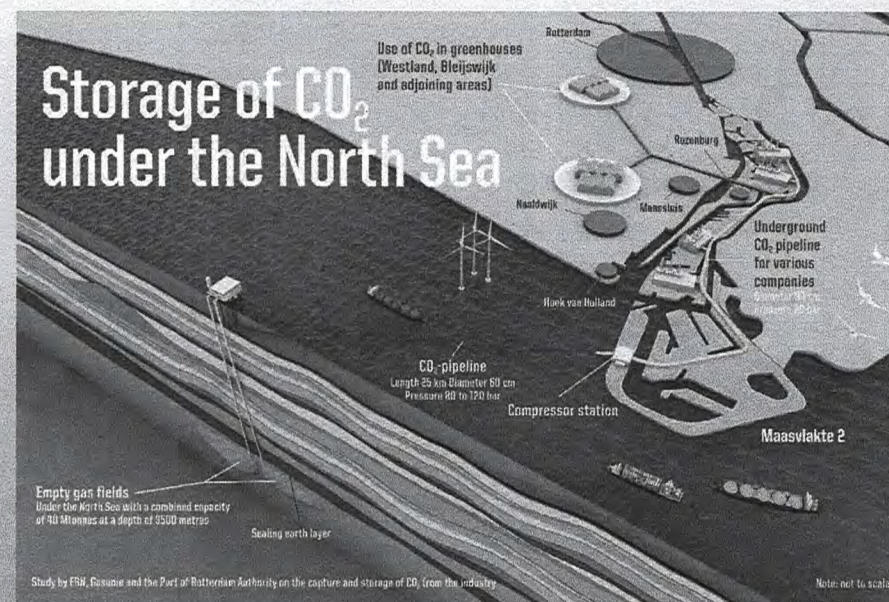 Storage of CO₂
under the North Sea
Use of CO₂ in greenhouses
(Westland, Bleijswijk
and adjoining areas)
Rotterdam
Rozenburg
Naaldwijk
Maassluis
Underground
CO₂ pipeline
for various
companies
Hoek van Holland
CO₂-pipeline
Length 25 km Diameter 60 cm
Pressure 80 to 120 bar
Compressor station
Maasvlakte 2
Empty gas fields
Under the North Sea with a combined capacity
of 40 Mtonnes at a depth of 3500 metres
Sealing earth layer
Study by EBN, Gasunie and the Port of Rotterdam Authority on the capture and storage of CO₂ from the industry
Note: not to scale